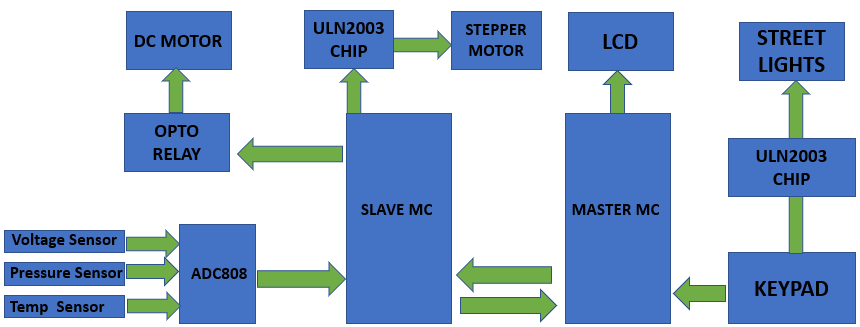 DC MOTOR
ULN2003
CHIP
STEPPER
MOTOR
LCD
STREET
LIGHTS
OPTO
RELAY
ULN2003
CHIP
SLAVE MC
MASTER MC
Voltage Sensor
Pressure Sensor
Temp Sensor
ADC808
KEYPAD